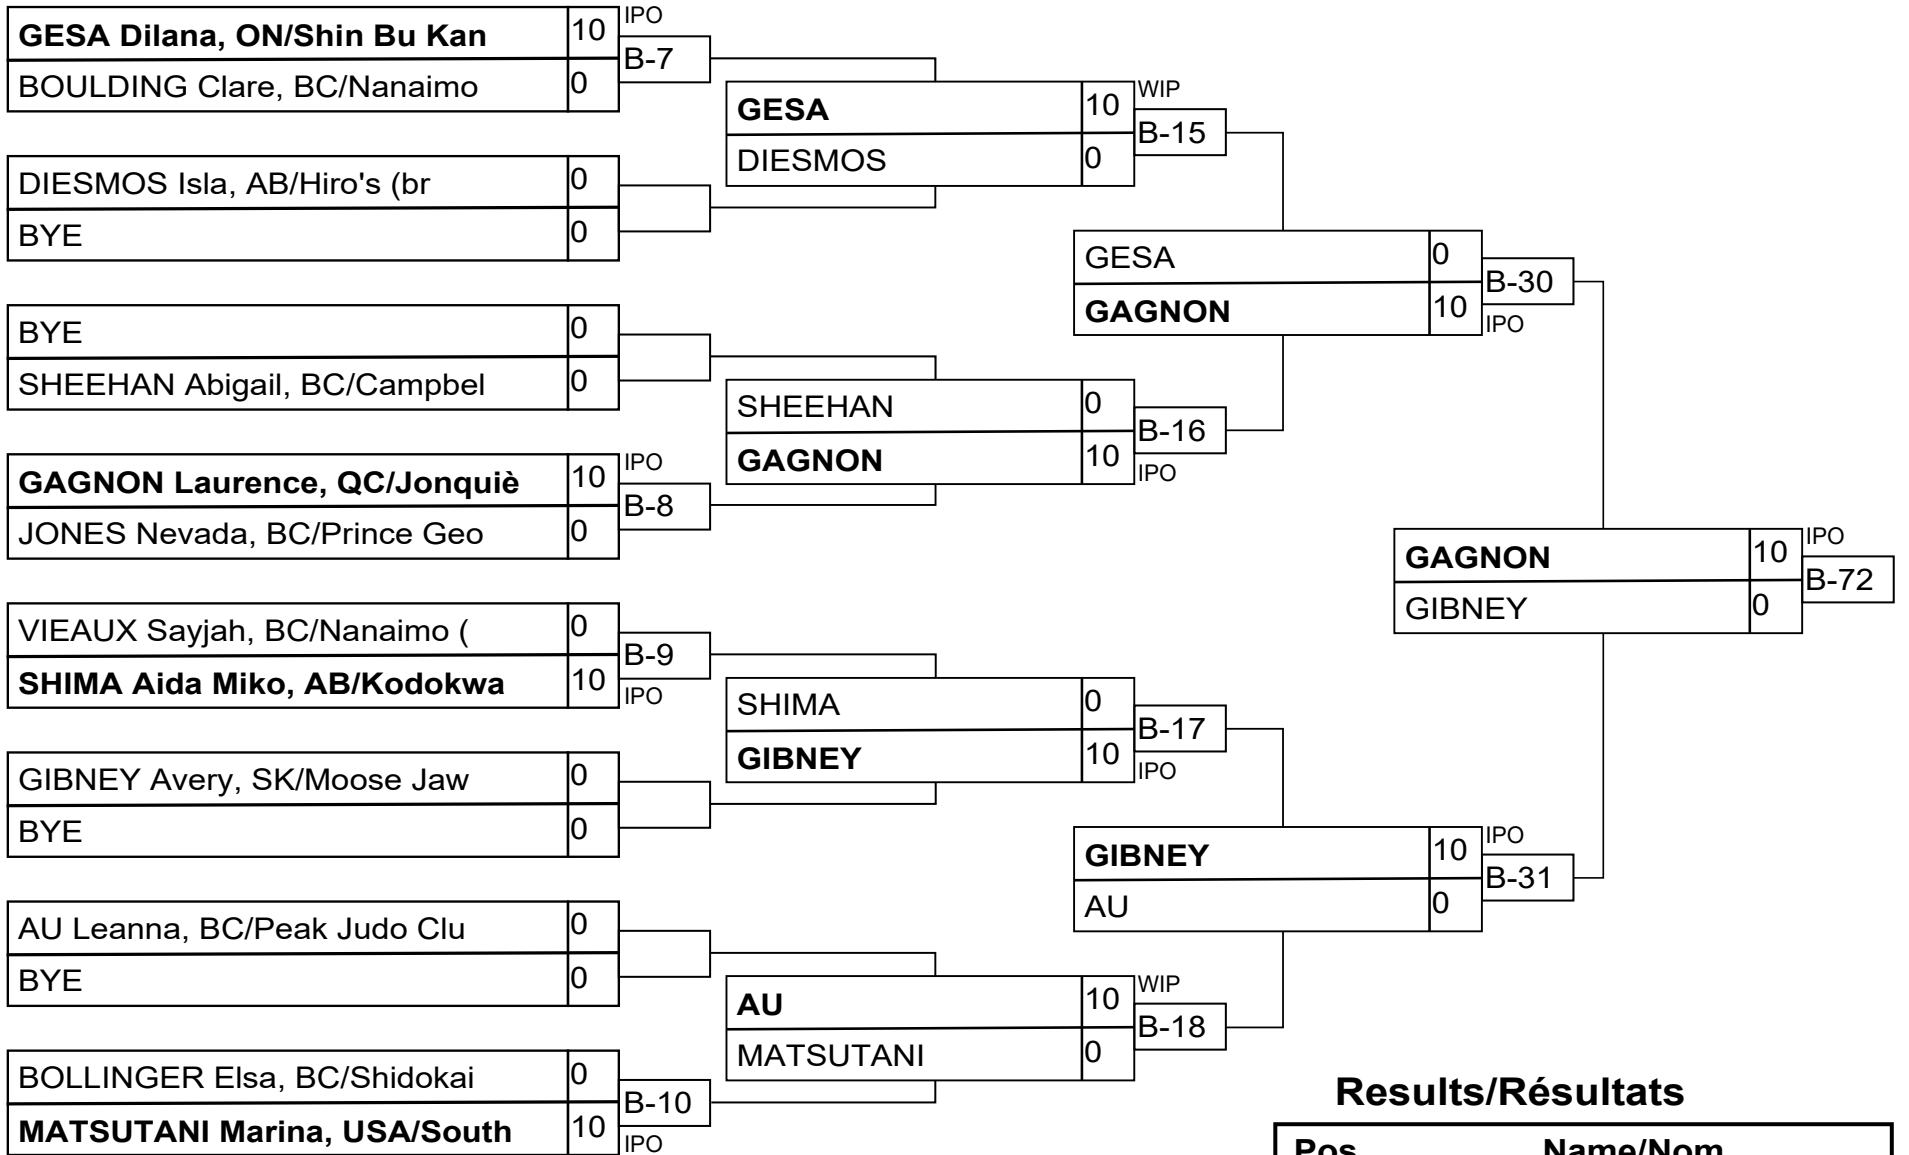 GESA Dilana, ON/Shin Bu Kan 10 IPO
B-7
BOULDING Clare, BC/Nanaimo 0
DIESMOS Isla, AB/Hiro's (br 0
BYE 0
BYE 0
SHEEHAN Abigail, BC/Campbel 0
GAGNON Laurence, QC/Jonquiè 10 IPO
B-8
JONES Nevada, BC/Prince Geo 0
VIEAUX Sayjah, BC/Nanaimo ( 0
B-9
SHIMA Aida Miko, AB/Kodokwa 10 IPO
GIBNEY Avery, SK/Moose Jaw 0
BYE 0
AU Leanna, BC/Peak Judo Clu 0
BYE 0
BOLLINGER Elsa, BC/Shidokai 0
B-10
MATSUTANI Marina, USA/South 10 IPO
GESA 10 WIP
B-15
DIESMOS 0
SHEEHAN 0
B-16
GAGNON 10 IPO
SHIMA 0
B-17
GIBNEY 10 IPO
AU 10 WIP
B-18
MATSUTANI 0
GESA 0
B-30
GAGNON 10 IPO
GIBNEY 10 IPO
B-31
AU 0
GAGNON 10 IPO
B-72
GIBNEY 0
Results/Résultats
Pos Name/Nom